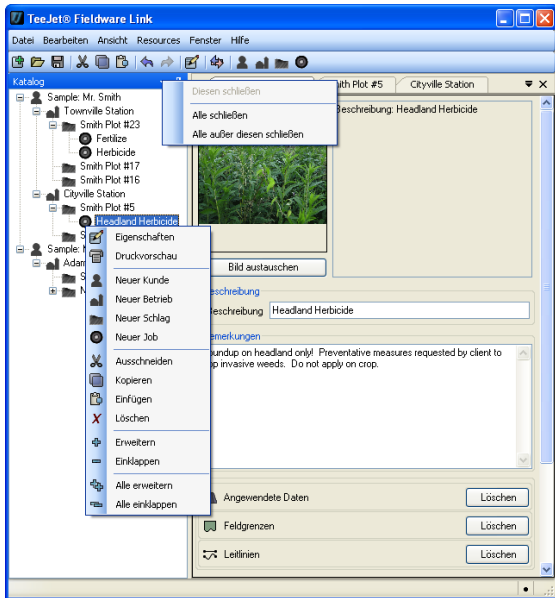 TeeJet® Fieldware Link
Datei Bearbeiten Ansicht Resources Fenster Hilfe
Katalog
Smith Plot #5
Cityville Station
Diesen schließen
Alle schließen
Alle außer diesen schließen
Sample: Mr. Smith
Townville Station
Smith Plot #23
Fertilize
Herbicide
Smith Plot #17
Smith Plot #16
Cityville Station
Smith Plot #5
Headland Herbicide
S
Sample:
Adam
S
N
Eigenschaften
Druckvorschau
Neuer Kunde
Neuer Betrieb
Neuer Schlag
Neuer Job
Ausschneiden
Kopieren
Einfügen
Löschen
Erweitern
Einklappen
Alle erweitern
Alle einklappen
Beschreibung: Headland Herbicide
Bild austauschen
eschreibung
eschreibung Headland Herbicide
emerkungen
oundup on headland only! Preventative measures requested by client to
op invasive weeds. Do not apply on crop.
Angewendete Daten Löschen
Feldgrenzen Löschen
Leitlinien Löschen